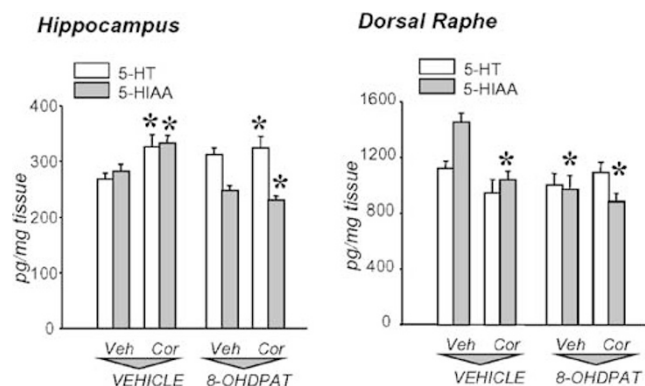 Hippocampus
5-HT
5-HIAA
pg/mg tissue
400
300
200
100
0
* * * *
Veh Cor Veh Cor
VEHICLE 8-OHDPAT
Dorsal Raphe
5-HT
5-HIAA
pg/mg tissue
1600
1200
800
400
0
* * *
Veh Cor Veh Cor
VEHICLE 8-OHDPAT